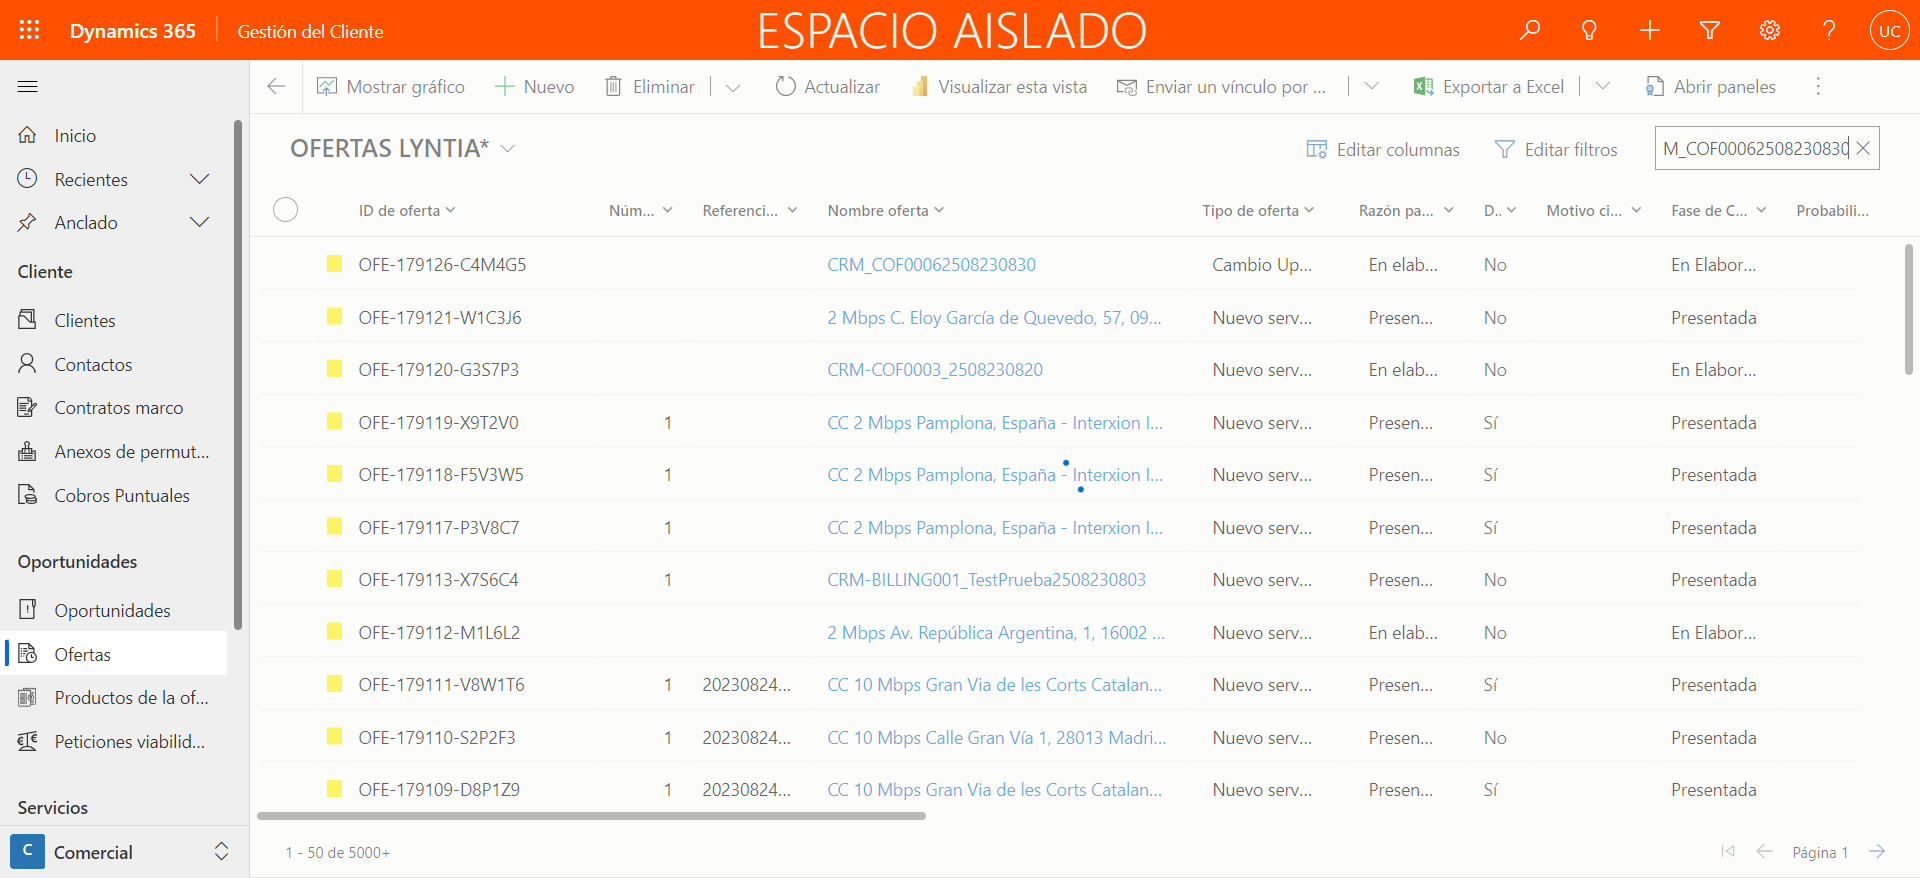 Dynamics 365
Gestión del Cliente
ESPACIO AISLADO
UC
Mostrar gráfico
Nuevo
Eliminar
Actualizar
Visualizar esta vista
Enviar un vínculo por ...
Exportar a Excel
Abrir paneles
Inicio
Recientes
Anclado
Cliente
Clientes
Contactos
Contratos marco
Anexos de permut...
Cobros Puntuales
Oportunidades
Oportunidades
Ofertas
Productos de la of...
Peticiones viabilid...
Servicios
C Comercial
OFERTAS LYNTIA*
Editar columnas
Editar filtros
M_COF00062508230830
ID de oferta Núm... Referenci... Nombre oferta Tipo de oferta Razón pa... D.. Motivo ci... Fase de C... Probabili...
OFE-179126-C4M4G5 CRM_COF00062508230830 Cambio Up... En elab... No En Elabor...
OFE-179121-W1C3J6 2 Mbps C. Eloy García de Quevedo, 57, 09... Nuevo serv... Presen... No Presentada
OFE-179120-G3S7P3 CRM-COF0003_2508230820 Nuevo serv... En elab... No En Elabor...
OFE-179119-X9T2V0 1 CC 2 Mbps Pamplona, España - Interxion I... Nuevo serv... Presen... Sí Presentada
OFE-179118-F5V3W5 1 CC 2 Mbps Pamplona, España - Interxion I... Nuevo serv... Presen... Sí Presentada
OFE-179117-P3V8C7 1 CC 2 Mbps Pamplona, España - Interxion I... Nuevo serv... Presen... Sí Presentada
OFE-179113-X7S6C4 1 CRM-BILLING001_TestPrueba2508230803 Nuevo serv... Presen... No Presentada
OFE-179112-M1L6L2 2 Mbps Av. República Argentina, 1, 16002 ... Nuevo serv... En elab... No En Elabor...
OFE-179111-V8W1T6 1 20230824... CC 10 Mbps Gran Via de les Corts Catalan... Nuevo serv... Presen... Sí Presentada
OFE-179110-S2P2F3 1 20230824... CC 10 Mbps Calle Gran Vía 1, 28013 Madri... Nuevo serv... Presen... No Presentada
OFE-179109-D8P1Z9 1 20230824... CC 10 Mbps Gran Via de les Corts Catalan... Nuevo serv... Presen... Sí Presentada
1 - 50 de 5000+
Página 1